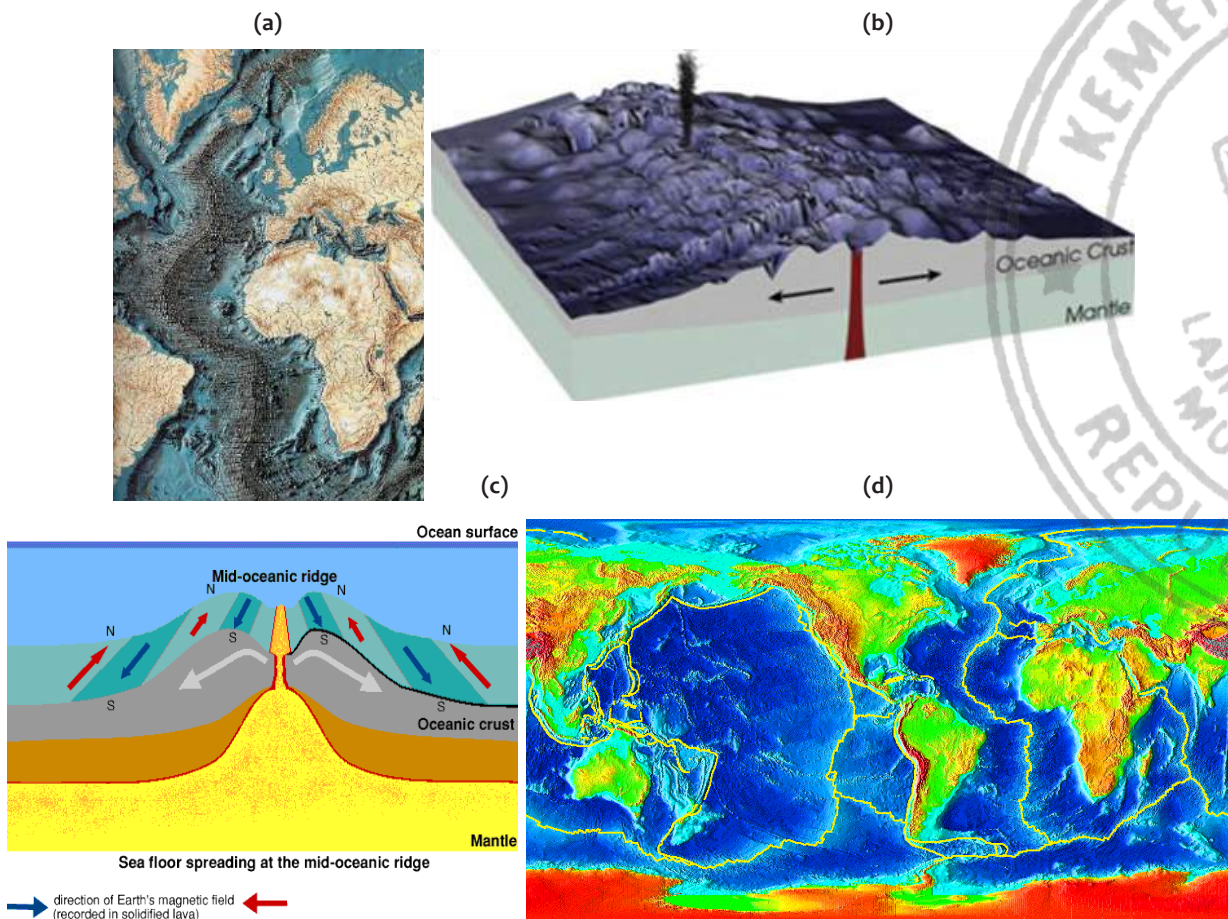 (a)
(b)
Oceanic Crust
Mantle
(c)
(d)
Ocean surface
Mid-oceanic ridge
N
N
N
N
S
S
S
S
Oceanic crust
Mantle
Sea floor spreading at the mid-oceanic ridge
direction of Earth's magnetic field
(recorded in solidified lava)